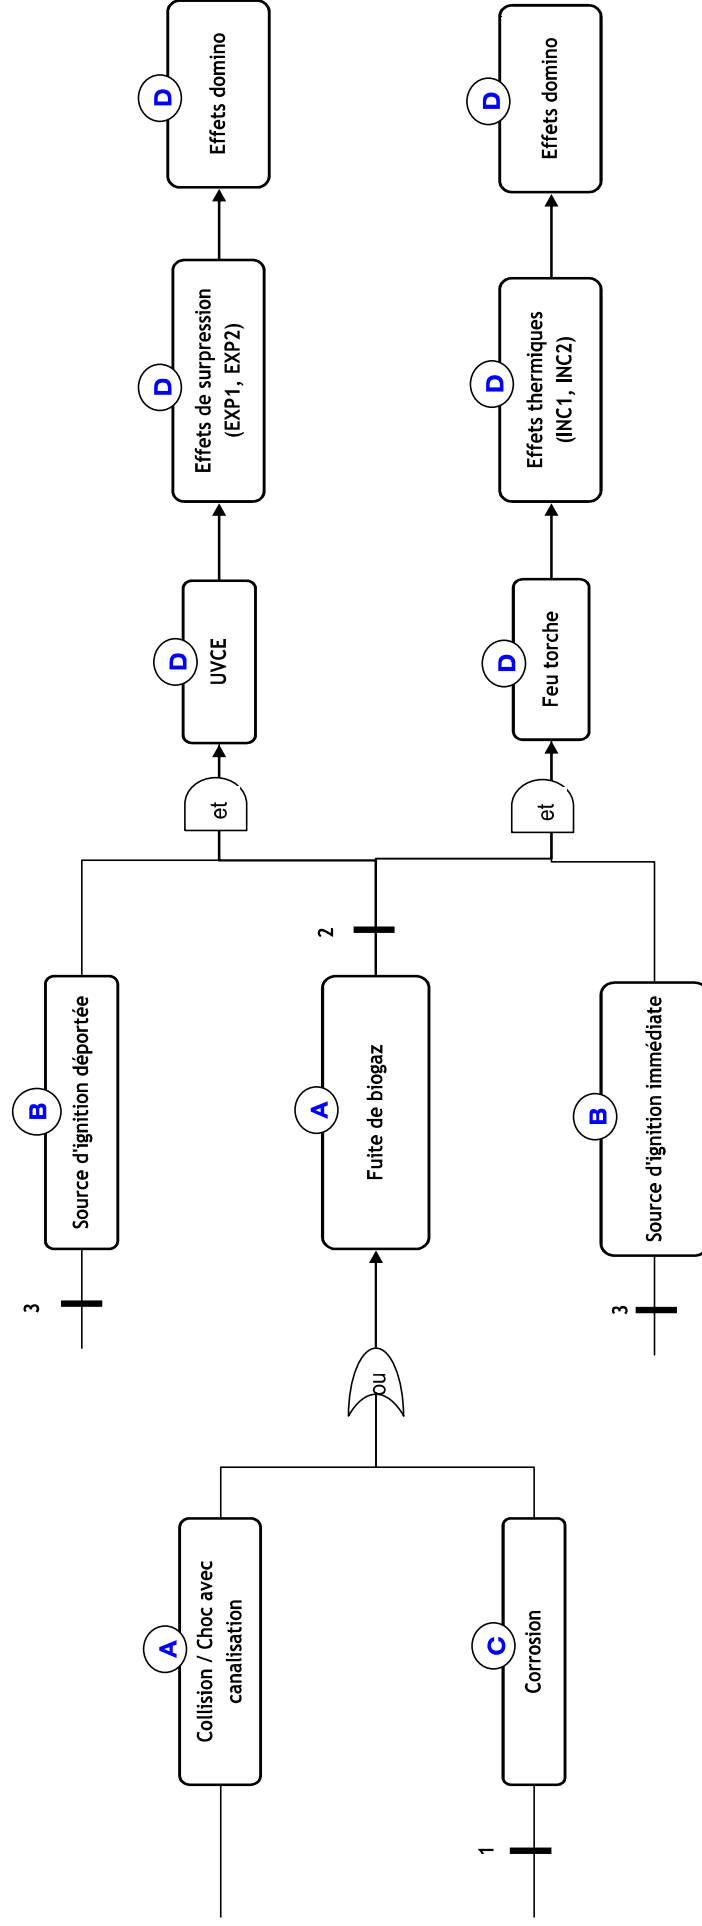 A
Collision / Choc avec
canalisation
1
C
Corrosion
ou
3
B
Source d'ignition déportée
A
Fuite de biogaz
3
B
Source d'ignition immédiate
2
et
D
UVCE
D
Effets de surpression
(EXP1, EXP2)
D
Effets domino
et
D
Feu torche
D
Effets thermiques
(INC1, INC2)
D
Effets domino